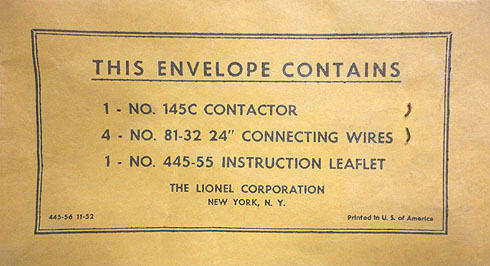 THIS ENVELOPE CONTAINS
1 - NO. 145C CONTACTOR
4 - NO. 81-32 24" CONNECTING WIRES
1 - NO. 445-55 INSTRUCTION LEAFLET
THE LIONEL CORPORATION
NEW YORK, N. Y.
445-56 11-52 Printed in U. S. of America